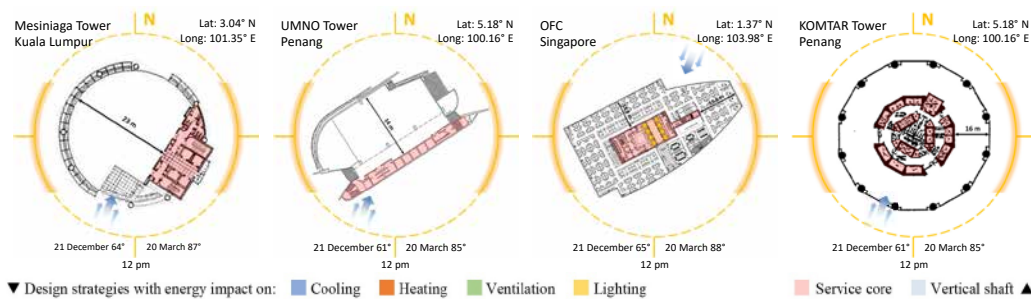 Mesiniaga Tower
Kuala Lumpur
N
Lat: 3.04° N
Long: 101.35° E
23 m
21 December 64°
20 March 87°
12 pm
UMNO Tower
Penang
N
Lat: 5.18° N
Long: 100.16° E
14 m
21 December 61°
20 March 85°
12 pm
OFC
Singapore
N
Lat: 1.37° N
Long: 103.98° E
21 December 65°
20 March 88°
12 pm
KOMTAR Tower
Penang
N
Lat: 5.18° N
Long: 100.16° E
16 m
21 December 61°
20 March 85°
12 pm
▼ Design strategies with energy impact on: Cooling Heating Ventilation Lighting Service core Vertical shaft ▲